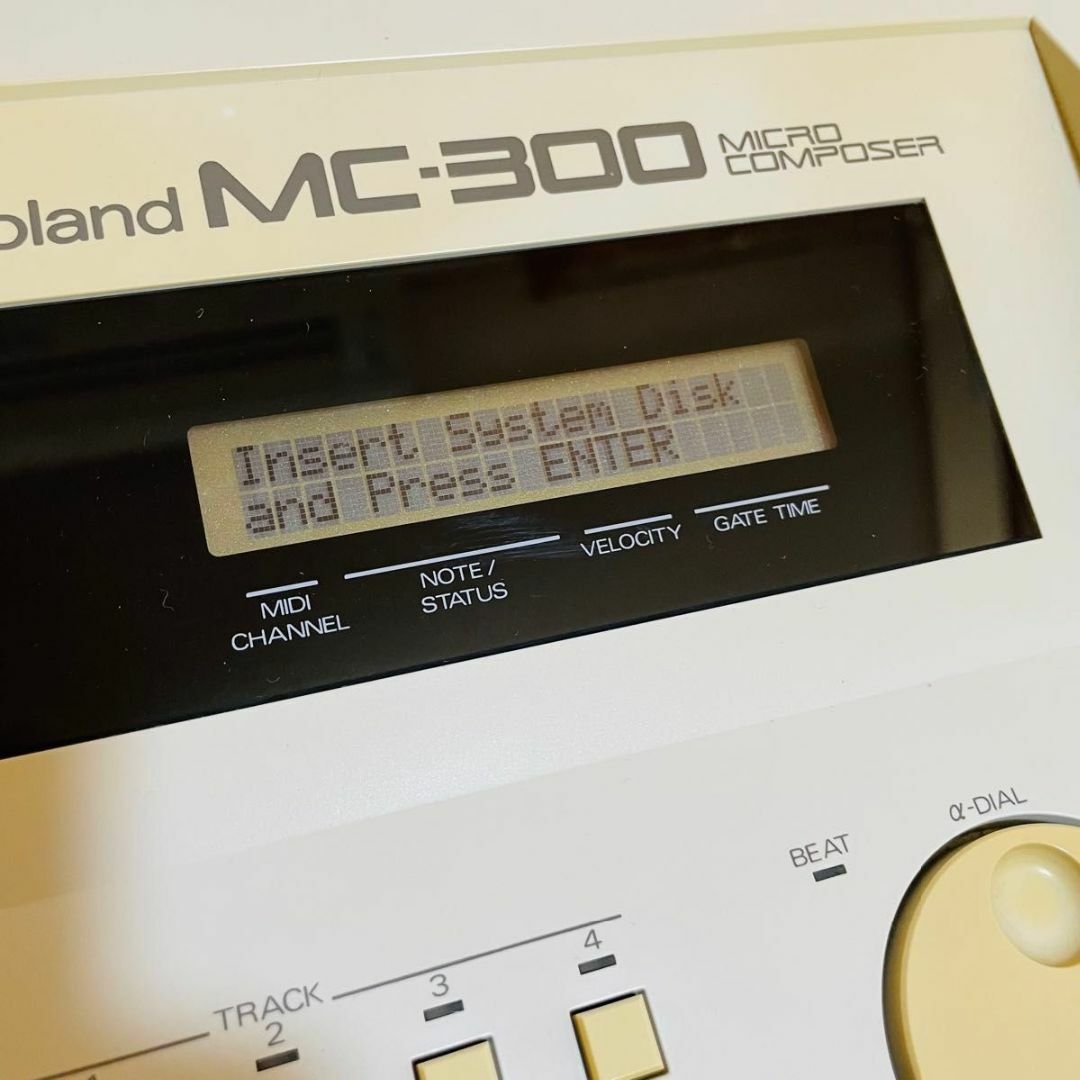 oland MC-300 MICRO
COMPOSER
Insert System Disk
and Press ENTER
MIDI
CHANNEL
NOTE /
STATUS
VELOCITY
GATE TIME
α-DIAL
BEAT
TRACK
2
3
4